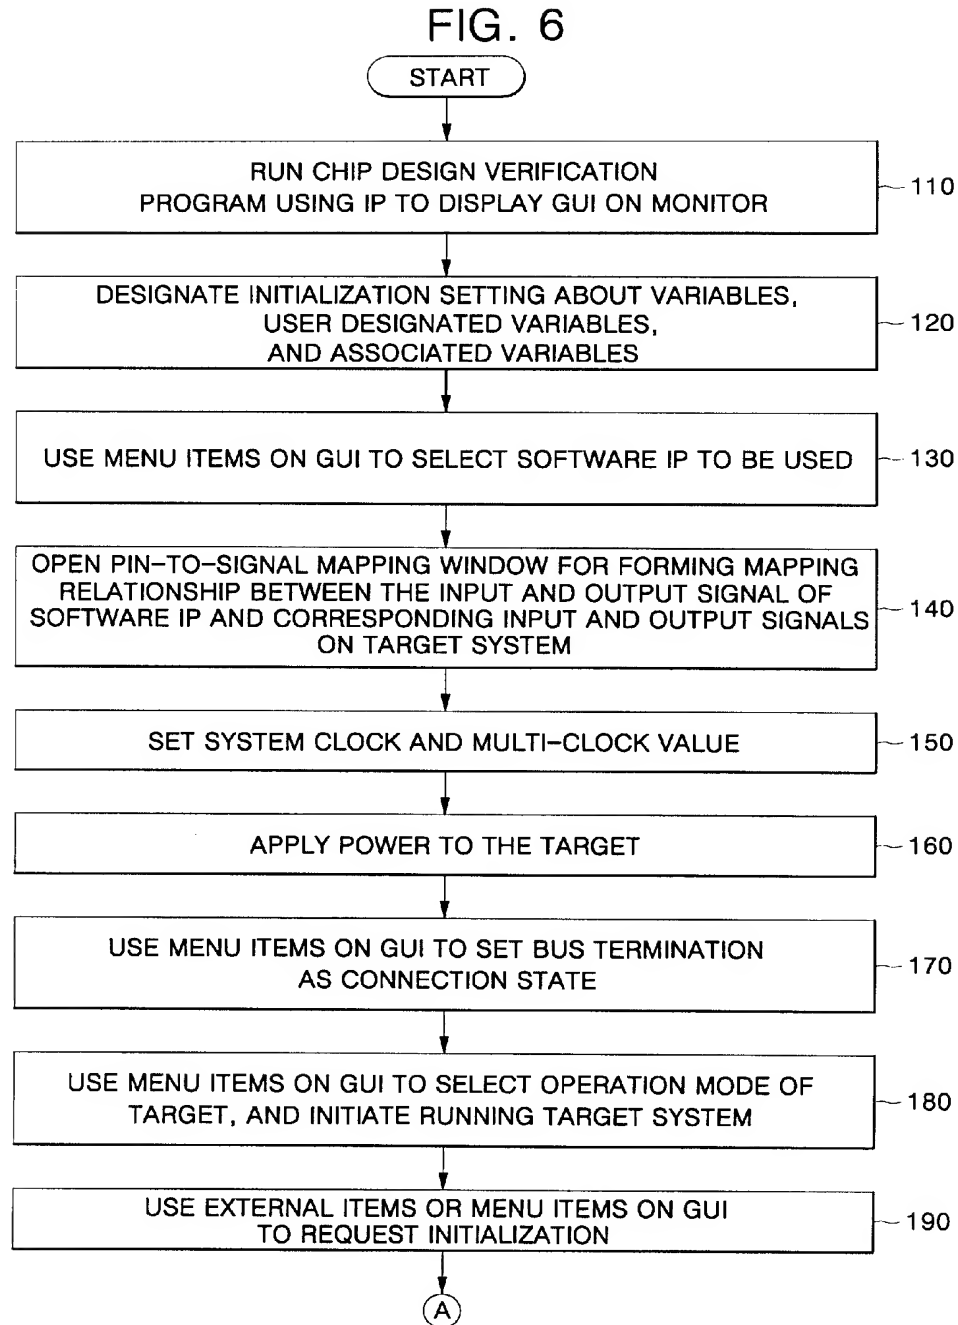 FIG. 6
START
RUN CHIP DESIGN VERIFICATION
PROGRAM USING IP TO DISPLAY GUI ON MONITOR
110
DESIGNATE INITIALIZATION SETTING ABOUT VARIABLES,
USER DESIGNATED VARIABLES,
AND ASSOCIATED VARIABLES
120
USE MENU ITEMS ON GUI TO SELECT SOFTWARE IP TO BE USED
130
OPEN PIN-TO-SIGNAL MAPPING WINDOW FOR FORMING MAPPING
RELATIONSHIP BETWEEN THE INPUT AND OUTPUT SIGNAL OF
SOFTWARE IP AND CORRESPONDING INPUT AND OUTPUT SIGNALS
ON TARGET SYSTEM
140
SET SYSTEM CLOCK AND MULTI-CLOCK VALUE
150
APPLY POWER TO THE TARGET
160
USE MENU ITEMS ON GUI TO SET BUS TERMINATION
AS CONNECTION STATE
170
USE MENU ITEMS ON GUI TO SELECT OPERATION MODE OF
TARGET, AND INITIATE RUNNING TARGET SYSTEM
180
USE EXTERNAL ITEMS OR MENU ITEMS ON GUI
TO REQUEST INITIALIZATION
190
A